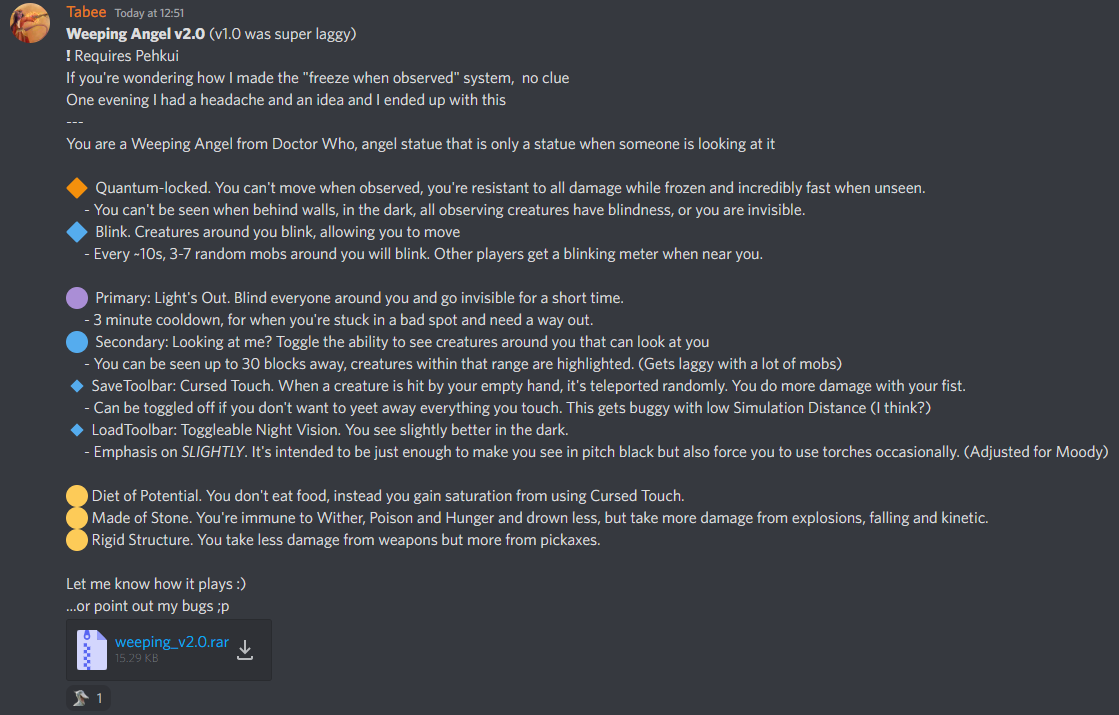 Tabee Today at 12:51
Weeping Angel v2.0 (v1.0 was super laggy)
! Requires Pehkui
If you're wondering how I made the "freeze when observed" system,  no clue
One evening I had a headache and an idea and I ended up with this
---
You are a Weeping Angel from Doctor Who, angel statue that is only a statue when someone is looking at it
Quantum-locked. You can't move when observed, you're resistant to all damage while frozen and incredibly fast when unseen.
- You can't be seen when behind walls, in the dark, all observing creatures have blindness, or you are invisible.
Blink. Creatures around you blink, allowing you to move
- Every ~10s, 3-7 random mobs around you will blink. Other players get a blinking meter when near you.
Primary: Light's Out. Blind everyone around you and go invisible for a short time.
- 3 minute cooldown, for when you're stuck in a bad spot and need a way out.
Secondary: Looking at me? Toggle the ability to see creatures around you that can look at you
- You can be seen up to 30 blocks away, creatures within that range are highlighted. (Gets laggy with a lot of mobs)
SaveToolbar: Cursed Touch. When a creature is hit by your empty hand, it's teleported randomly. You do more damage with your fist.
- Can be toggled off if you don't want to yeet away everything you touch. This gets buggy with low Simulation Distance (I think?)
LoadToolbar: Toggleable Night Vision. You see slightly better in the dark.
- Emphasis on SLIGHTLY. It's intended to be just enough to make you see in pitch black but also force you to use torches occasionally. (Adjusted for Moody)
Diet of Potential. You don't eat food, instead you gain saturation from using Cursed Touch.
Made of Stone. You're immune to Wither, Poison and Hunger and drown less, but take more damage from explosions, falling and kinetic.
Rigid Structure. You take less damage from weapons but more from pickaxes.
Let me know how it plays :)
...or point out my bugs ;p
weeping_v2.0.rar
15.29 KB
1